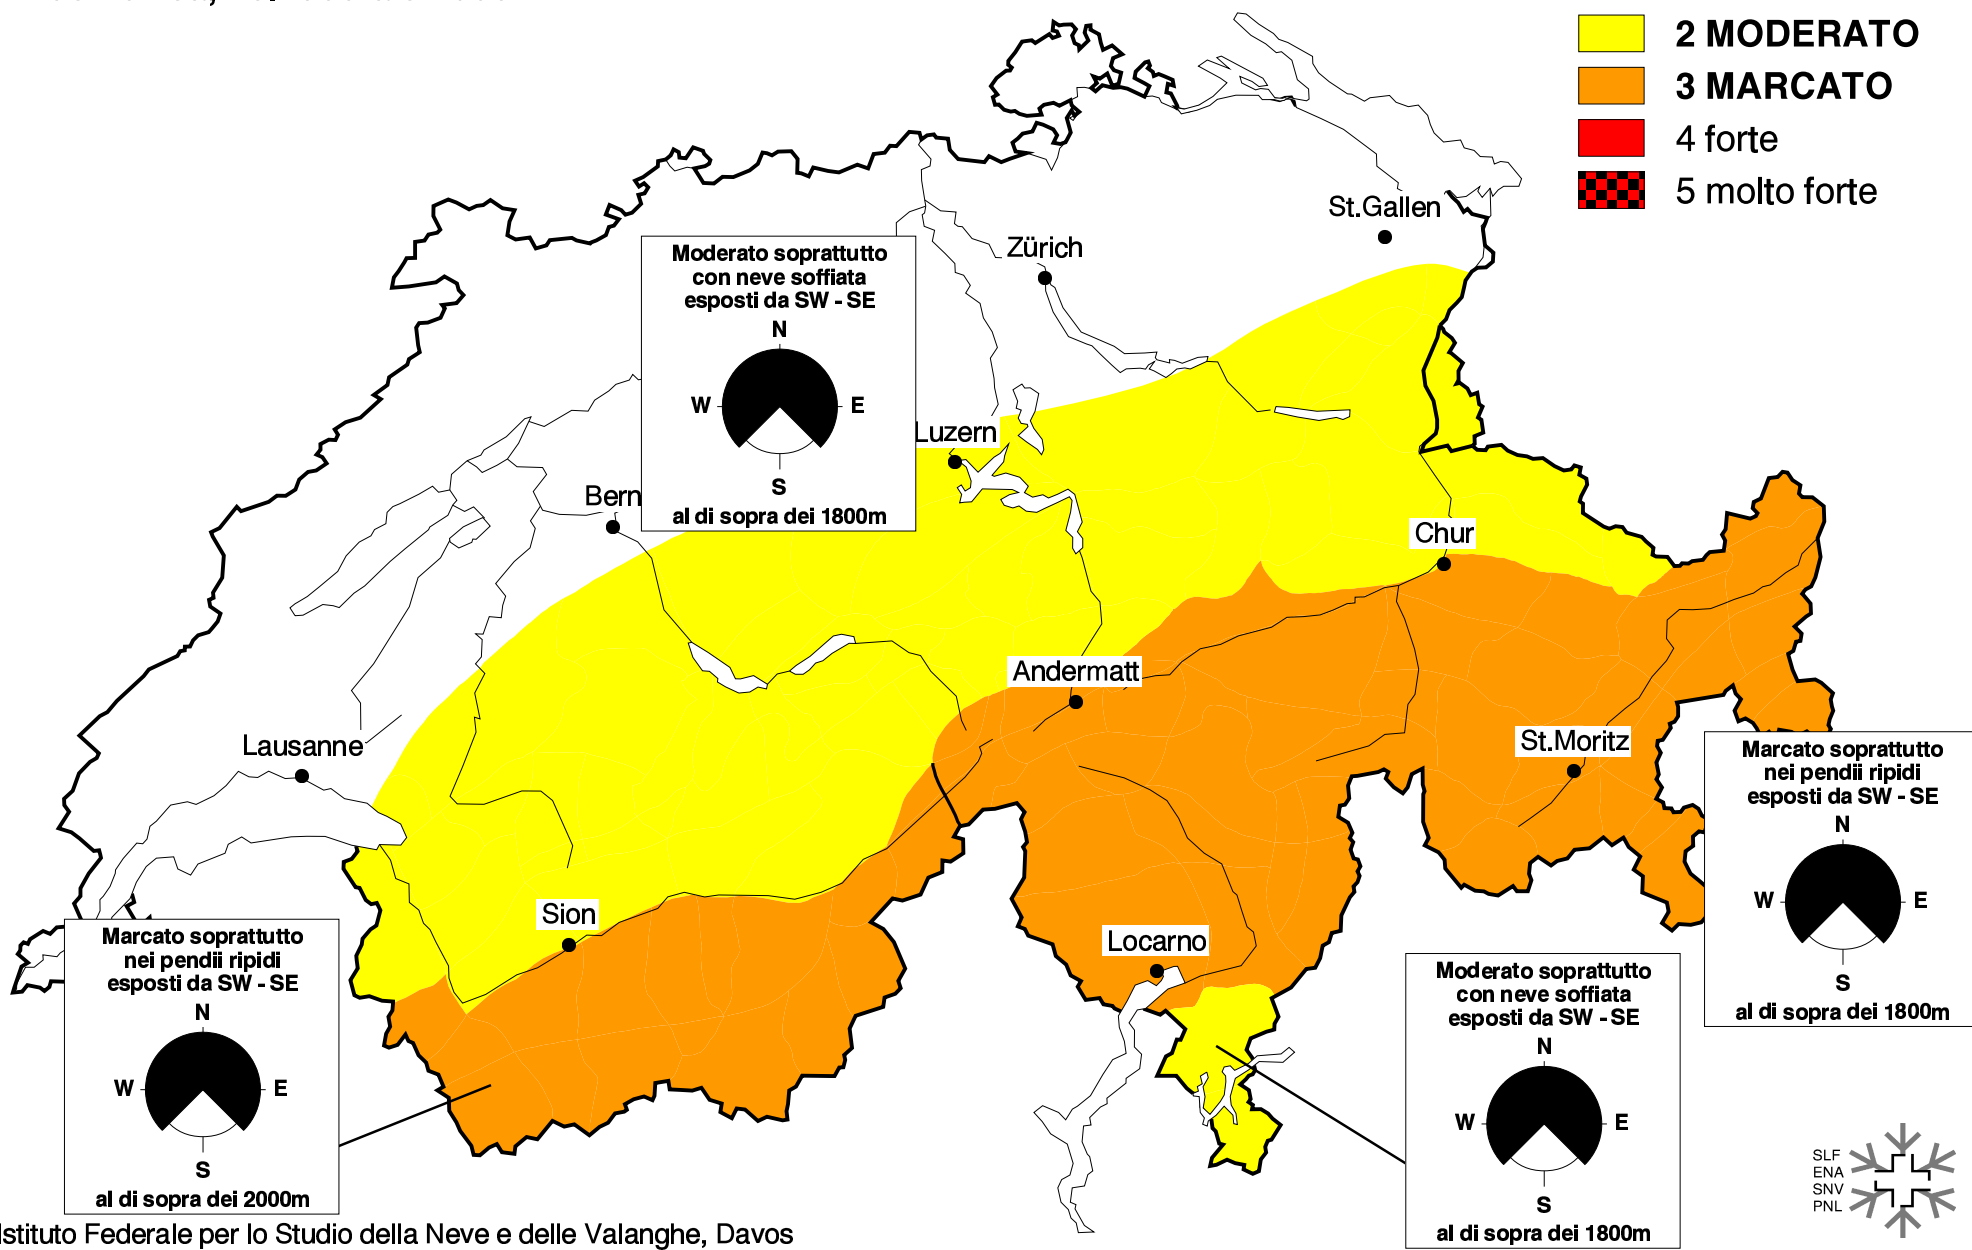 2 MODERATO
3 MARCATO
4 forte
5 molto forte
St.Gallen
Zürich
Moderato soprattutto
con neve soffiata
esposti da SW - SE
N
W E
S
al di sopra dei 1800m
Luzern
Bern
Chur
Andermatt
Lausanne
St.Moritz
Sion
Locarno
Marcato soprattutto
nei pendii ripidi
esposti da SW - SE
N
W E
S
al di sopra dei 1800m
Marcato soprattutto
nei pendii ripidi
esposti da SW - SE
N
W E
S
al di sopra dei 2000m
Moderato soprattutto
con neve soffiata
esposti da SW - SE
N
W E
S
al di sopra dei 1800m
SLF
ENA
SNV
PNL
Istituto Federale per lo Studio della Neve e delle Valanghe, Davos